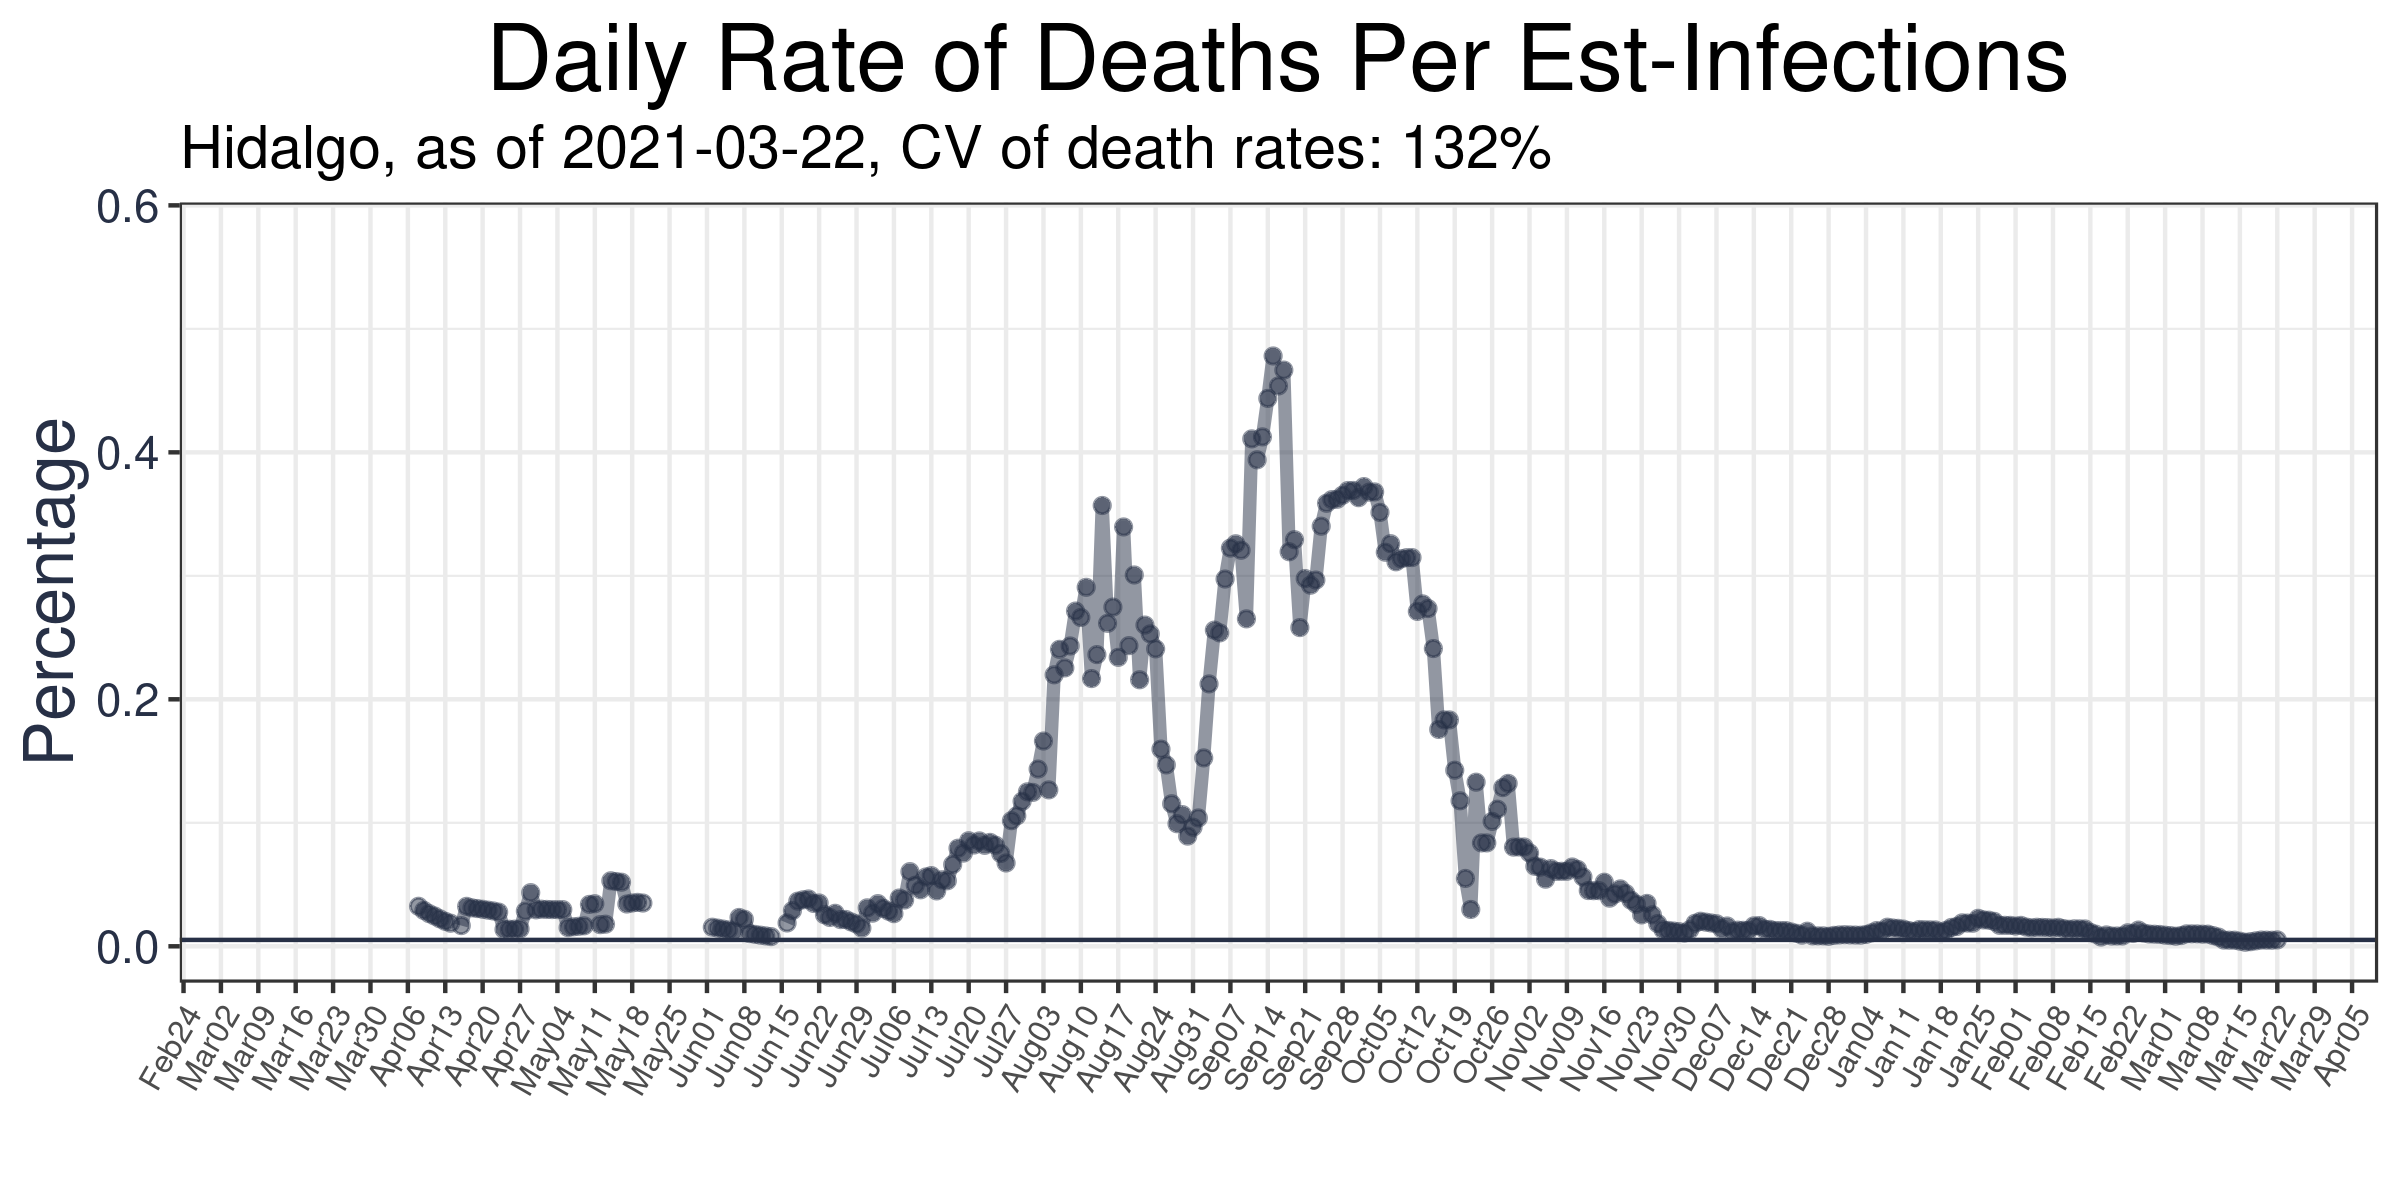 Daily Rate of Deaths Per Est-Infections
Hidalgo, as of 2021-03-22, CV of death rates: 132%
Percentage
0.6
0.4
0.2
0.0
Feb24 Mar02 Mar09 Mar16 Mar23 Mar30 Apr06 Apr13 Apr20 Apr27 May04 May11 May18 May25 Jun01 Jun08 Jun15 Jun22 Jun29 Jul06 Jul13 Jul20 Jul27 Aug03 Aug10 Aug17 Aug24 Aug31 Sep07 Sep14 Sep21 Sep28 Oct05 Oct12 Oct19 Oct26 Nov02 Nov09 Nov16 Nov23 Nov30 Dec07 Dec14 Dec21 Dec28 Jan04 Jan11 Jan18 Jan25 Feb01 Feb08 Feb15 Feb22 Mar01 Mar08 Mar15 Mar22 Mar29 Apr05